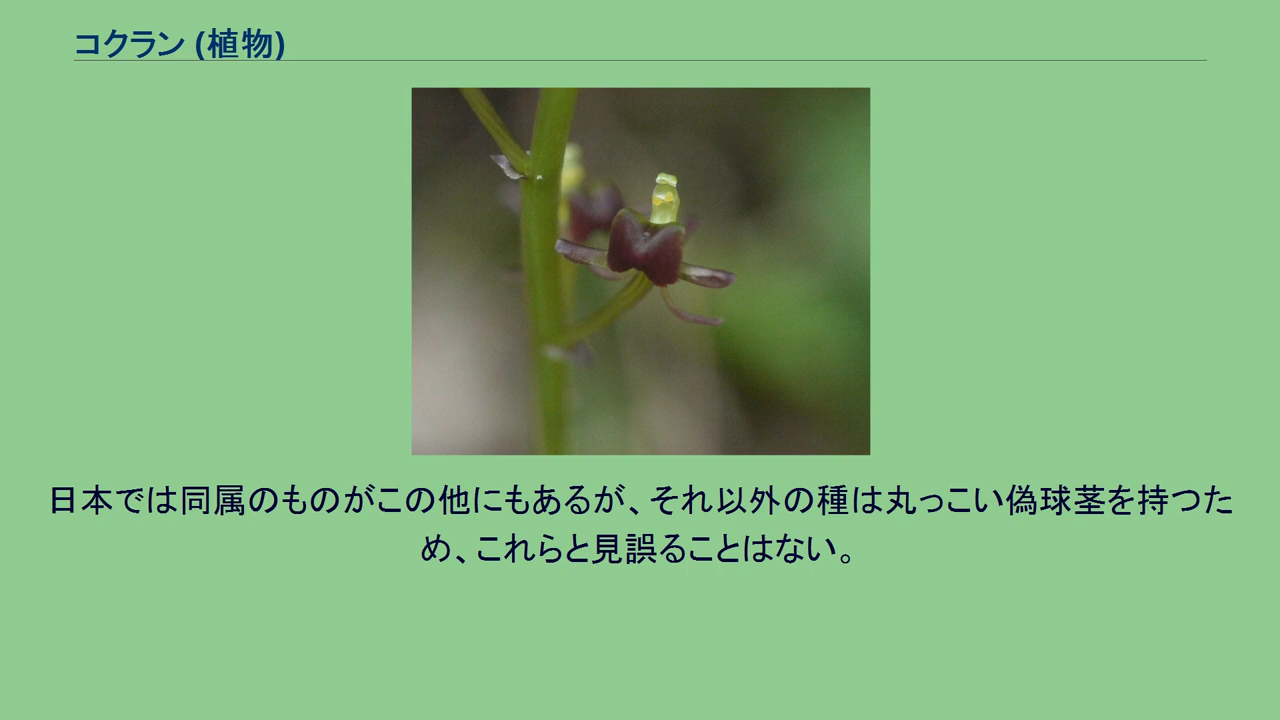 コクラン (植物)
日本では同属のものがこの他にもあるが、それ以外の種は丸っこい偽球茎を持つた
め、これらと見誤ることはない。